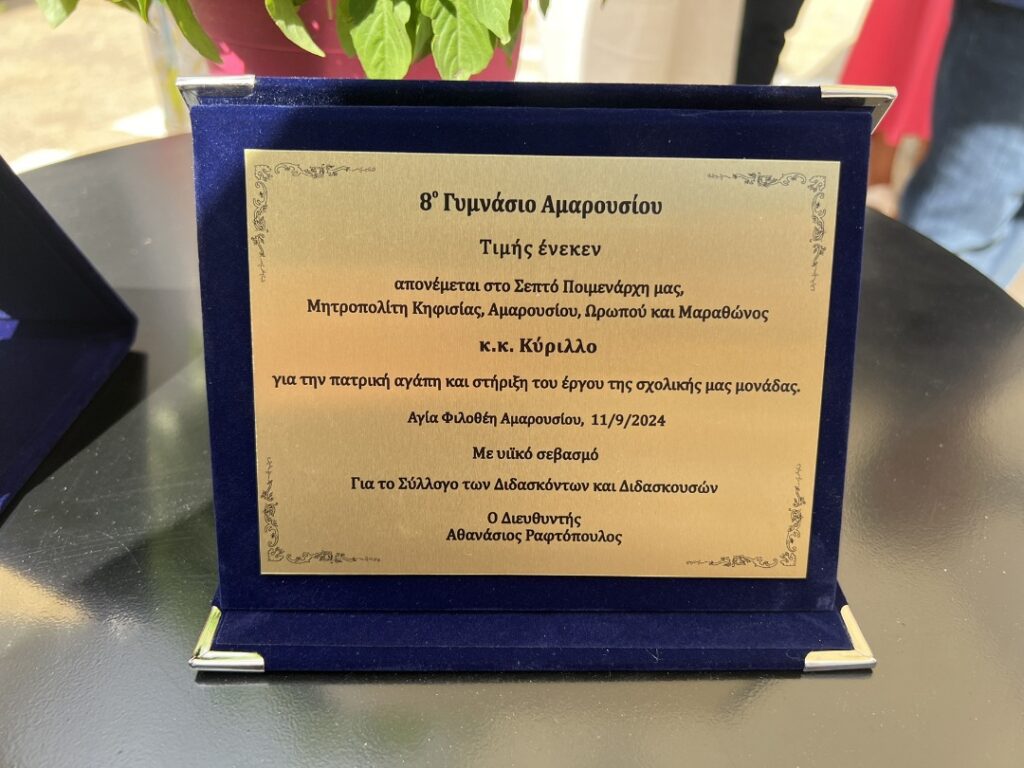 8ο Γυμνάσιο Αμαρουσίου
Τιμής ένεκεν
απονέμεται στο Σεπτό Ποιμενάρχη μας,
Μητροπολίτη Κηφισίας, Αμαρουσίου, Ωρωπού και Μαραθώνος
κ.κ. Κύριλλο
για την πατρική αγάπη και στήριξη του έργου της σχολικής μας μονάδας.
Αγία Φιλοθέη Αμαρουσίου, 11/9/2024
Με υιϊκό σεβασμό
Για το Σύλλογο των Διδασκόντων και Διδασκουσών
Ο Διευθυντής
Αθανάσιος Ραφτόπουλος